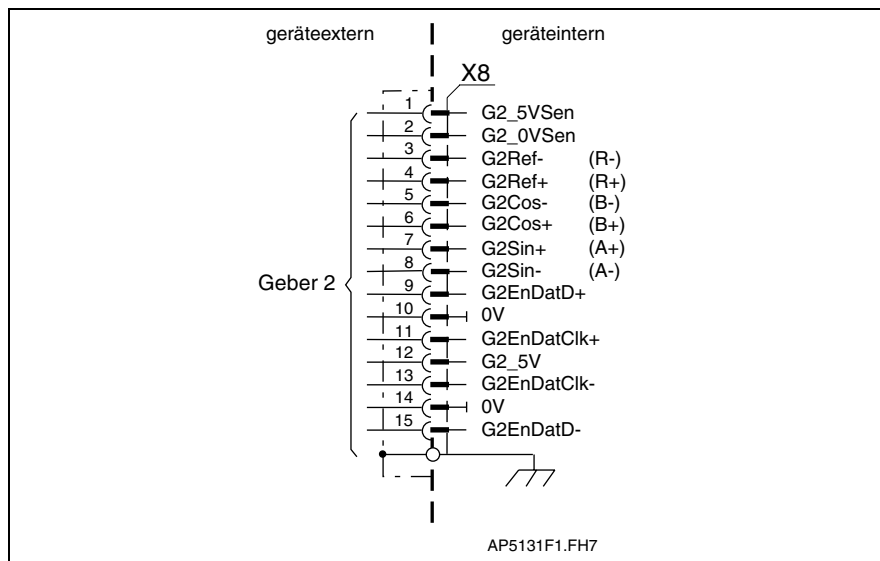 geräteextern geräteintern
X8
1 G2_5VSen
2 G2_0VSen
3 G2Ref- (R-)
4 G2Ref+ (R+)
5 G2Cos- (B-)
6 G2Cos+ (B+)
7 G2Sin+ (A+)
8 G2Sin- (A-)
Geber 2
9 G2EnDatD+
10 0V
11 G2EnDatClk+
12 G2_5V
13 G2EnDatClk-
14 0V
15 G2EnDatD-
AP5131F1.FH7